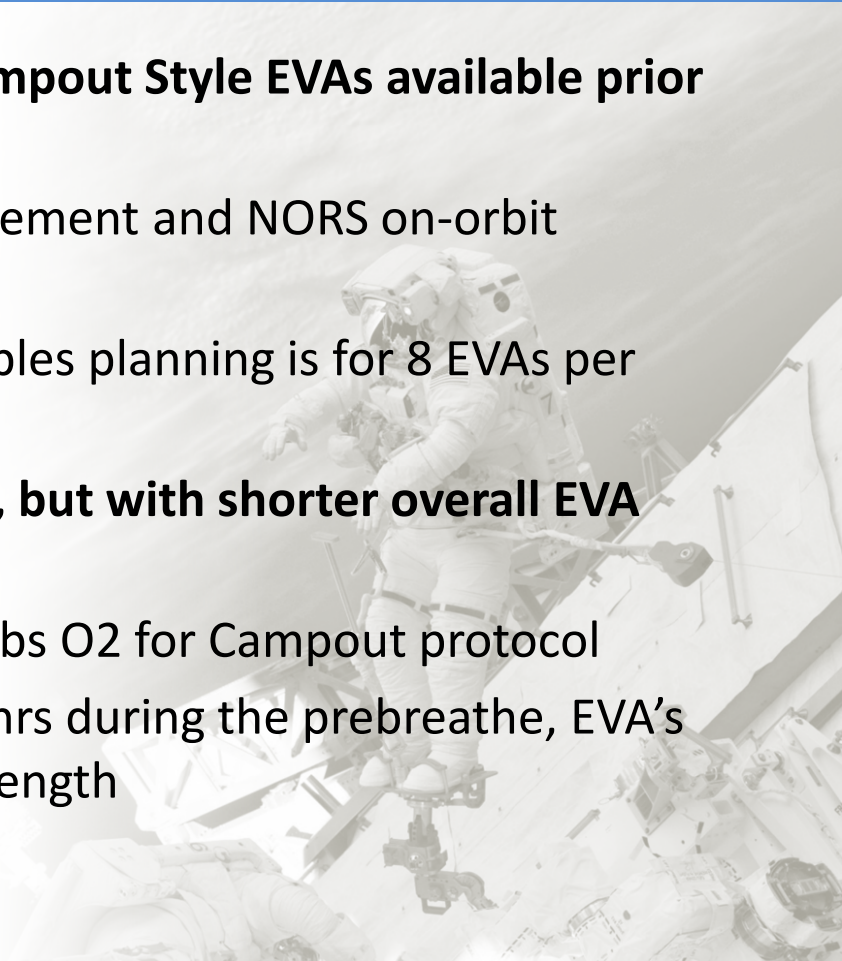 mpout Style EVAs available prior
ement and NORS on-orbit
bles planning is for 8 EVAs per
, but with shorter overall EVA
bs O2 for Campout protocol
hrs during the prebreathe, EVA’s
ength